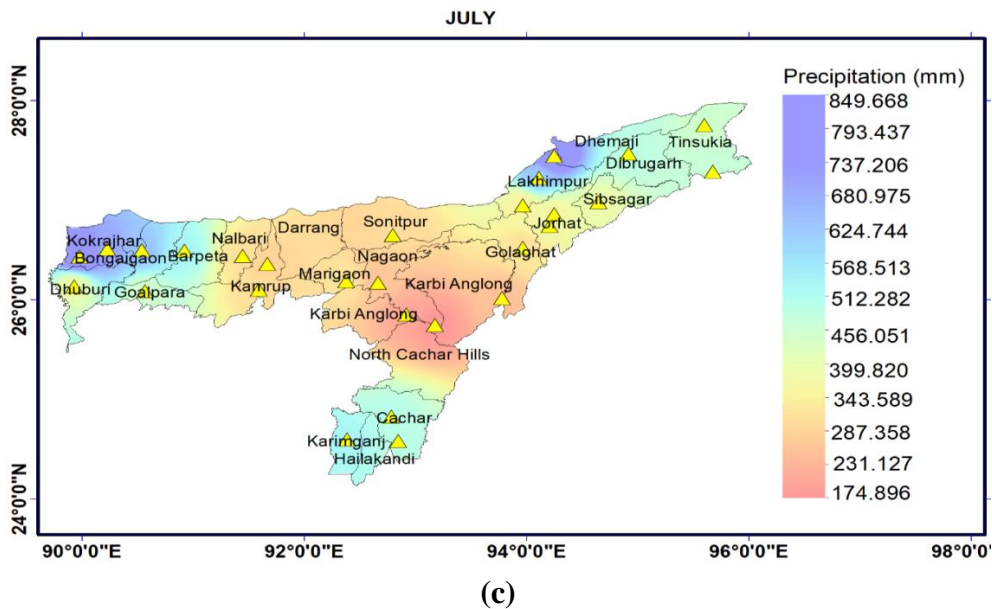 JULY
28°0'0"N
26°0'0"N
24°0'0"N
Precipitation (mm)
849.668
793.437
737.206
680.975
624.744
568.513
512.282
456.051
399.820
343.589
287.358
231.127
174.896
Dhemaji
Tinsukia
Dibrugarh
Lakhimpur
Sibsagar
Jorhat
Sonitpur
Darrang
Nalbari
Kokrajhar
Bongaigaon
Barpeta
Nagaon
Golaghat
Marigaon
Karbi Anglong
Kamrup
Dhuburi
Goalpara
Karbi Anglong
North Cachar Hills
Cachar
Karimganj
Hailakandi
90°0'0"E
92°0'0"E
94°0'0"E
96°0'0"E
98°0'0"E
(c)